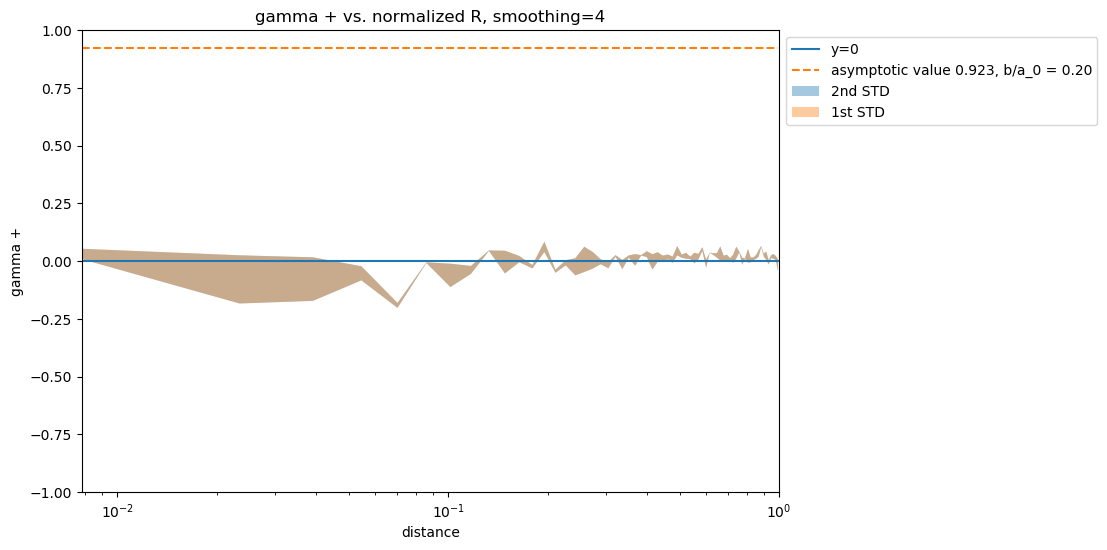 gamma + vs. normalized R, smoothing=4
1.00
0.75
0.50
0.25
0.00
−0.25
−0.50
−0.75
−1.00
gamma +
10⁻²
10⁻¹
10⁰
distance
y=0
asymptotic value 0.923, b/a_0 = 0.20
2nd STD
1st STD